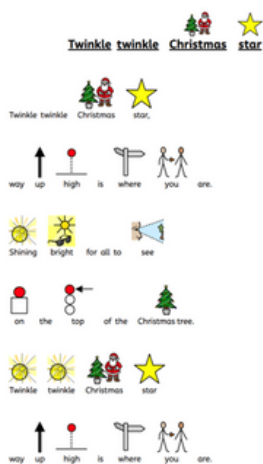 Twinkle twinkle Christmas star
Twinkle twinkle Christmas star,
way up high is where you are.
Shining bright for all to see
on the top of the Christmas tree.
Twinkle twinkle Christmas star
way up high is where you are.